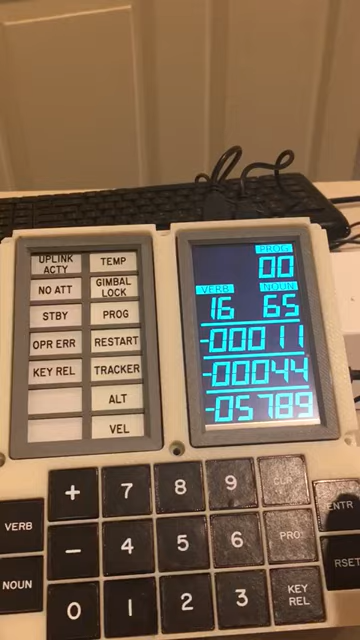 UPLINK
ACTY
TEMP
NO ATT
GIMBAL
LOCK
STBY
PROG
OPR ERR
RESTART
KEY REL
TRACKER
ALT
VEL
PROG
00
VERB
NOUN
16
65
-00011
-00044
-05789
+
7
8
9
CLR
VERB
ENTR
-
4
5
6
PRO
NOUN
RSET
0
1
2
3
KEY
REL